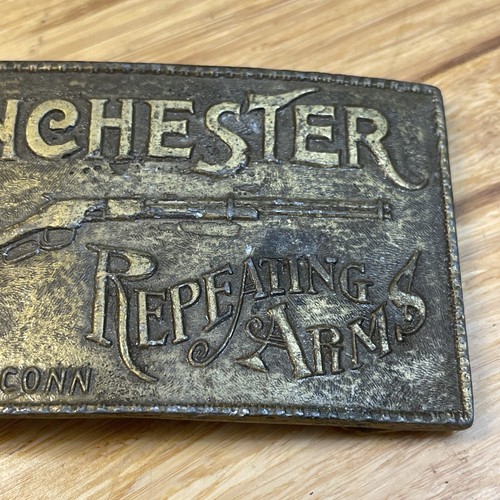 NCHESTER
REPEATING
ARMS
CONN